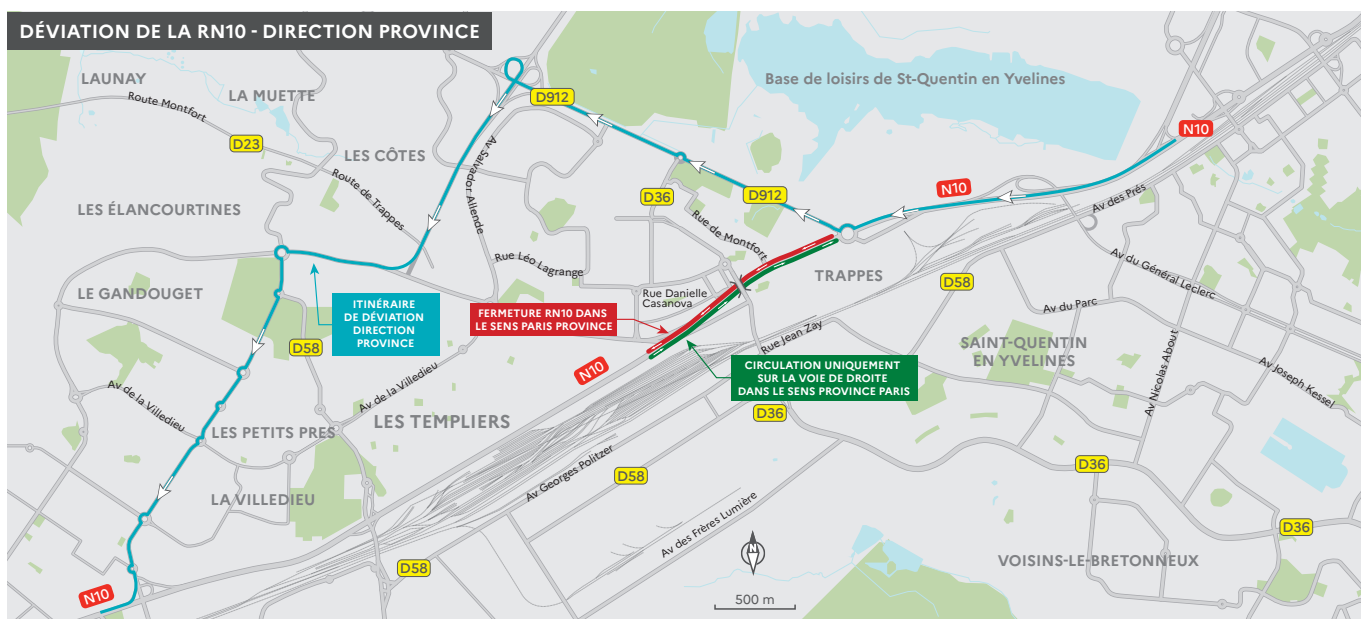 DÉVIATION DE LA RN10 - DIRECTION PROVINCE
LAUNAY
Base de loisirs de St-Quentin en Yvelines
LA MUETTE
D912
Route Montfort
N10
D23
LES CÔTES
Av Salvador Allende
Route de Trappes
D36
D912
N10
Av des Prés
LES ÉLANCOURTINES
Rue de Montfort
Rue Léo Lagrange
TRAPPES
Av du Général Leclerc
D58
LE GANDOUGET
Rue Danielle
Casanova
ITINÉRAIRE
DE DÉVIATION
DIRECTION
PROVINCE
FERMETURE RN10 DANS
LE SENS PARIS PROVINCE
Av du Parc
Rue Jean Zay
D58
SAINT-QUENTIN
EN YVELINES
N10
CIRCULATION UNIQUEMENT
SUR LA VOIE DE DROITE
DANS LE SENS PROVINCE PARIS
Av Nicolas About
Av Joseph Kessel
Av de la Villedieu
Av de la Villedieu
LES TEMPLIERS
D36
LES PETITS PRES
D36
Av Georges Politzer
D58
LA VILLEDIEU
Av des Frères Lumière
D36
N
D58
VOISINS-LE-BRETONNEUX
N10
500 m